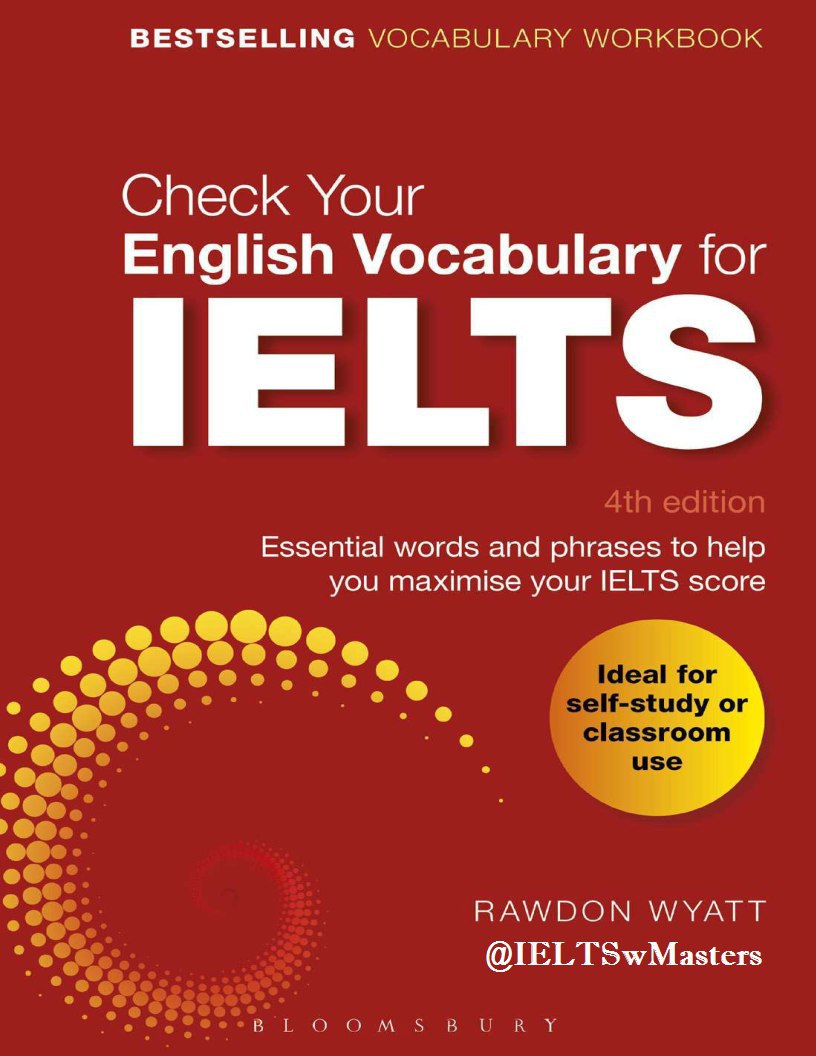 BESTSELLING VOCABULARY WORKBOOK
Check Your
English Vocabulary for
IELTS
4th edition
Essential words and phrases to help
you maximise your IELTS score
Ideal for
self-study or
classroom
use
RAWDON WYATT
@IELTSwMasters
BLOOMSBURY